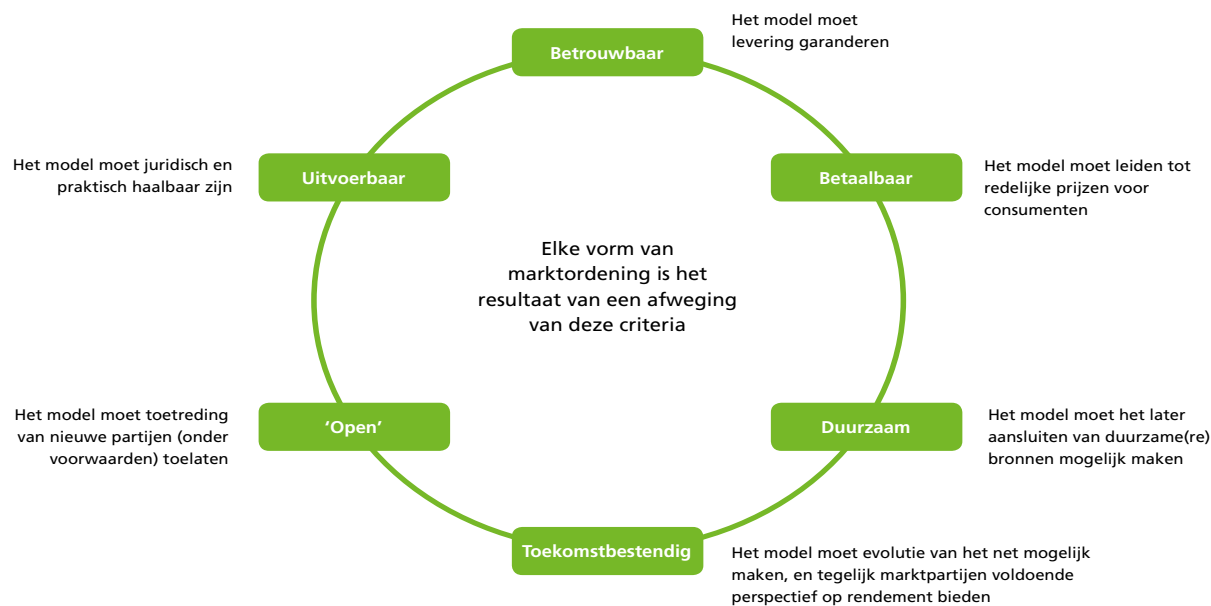 Het model moet
levering garanderen
Betrouwbaar
Het model moet juridisch en
praktisch haalbaar zijn
Uitvoerbaar
Betaalbaar
Het model moet leiden tot
redelijke prijzen voor
consumenten
Elke vorm van
marktordening is het
resultaat van een afweging
van deze criteria
Het model moet toetreding
van nieuwe partijen (onder
voorwaarden) toelaten
‘Open’
Duurzaam
Het model moet het later
aansluiten van duurzame(re)
bronnen mogelijk maken
Toekomstbestendig
Het model moet evolutie van het net mogelijk
maken, en tegelijk marktpartijen voldoende
perspectief op rendement bieden